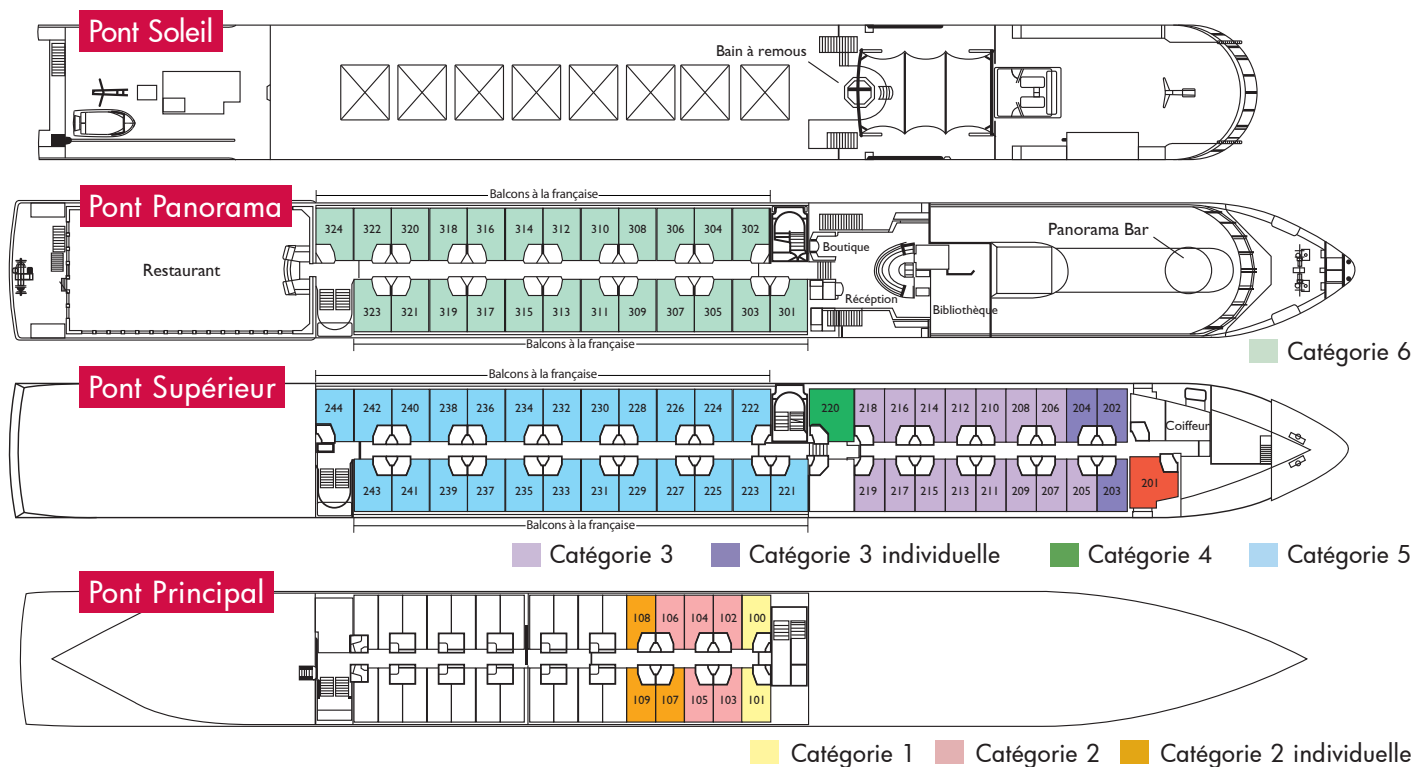 Pont Soleil
Bain à remous
Balcons à la française
Pont Panorama
324 322 320 318 316 314 312 310 308 306 304 302
Boutique
Panorama Bar
Restaurant
Récéption
Bibliothèque
323 321 319 317 315 313 311 309 307 305 303 301
Balcons à la française
Catégorie 6
Pont Supérieur
Balcons à la française
244 242 240 238 236 234 232 230 228 226 224 222 220 218 216 214 212 210 208 206 204 202
Coiffeur
243 241 239 237 235 233 231 229 227 225 223 221 219 217 215 213 211 209 207 205 203 201
Balcons à la française
Catégorie 3 Catégorie 3 individuelle Catégorie 4 Catégorie 5
Pont Principal
108 106 104 102 100
109 107 105 103 101
Catégorie 1 Catégorie 2 Catégorie 2 individuelle